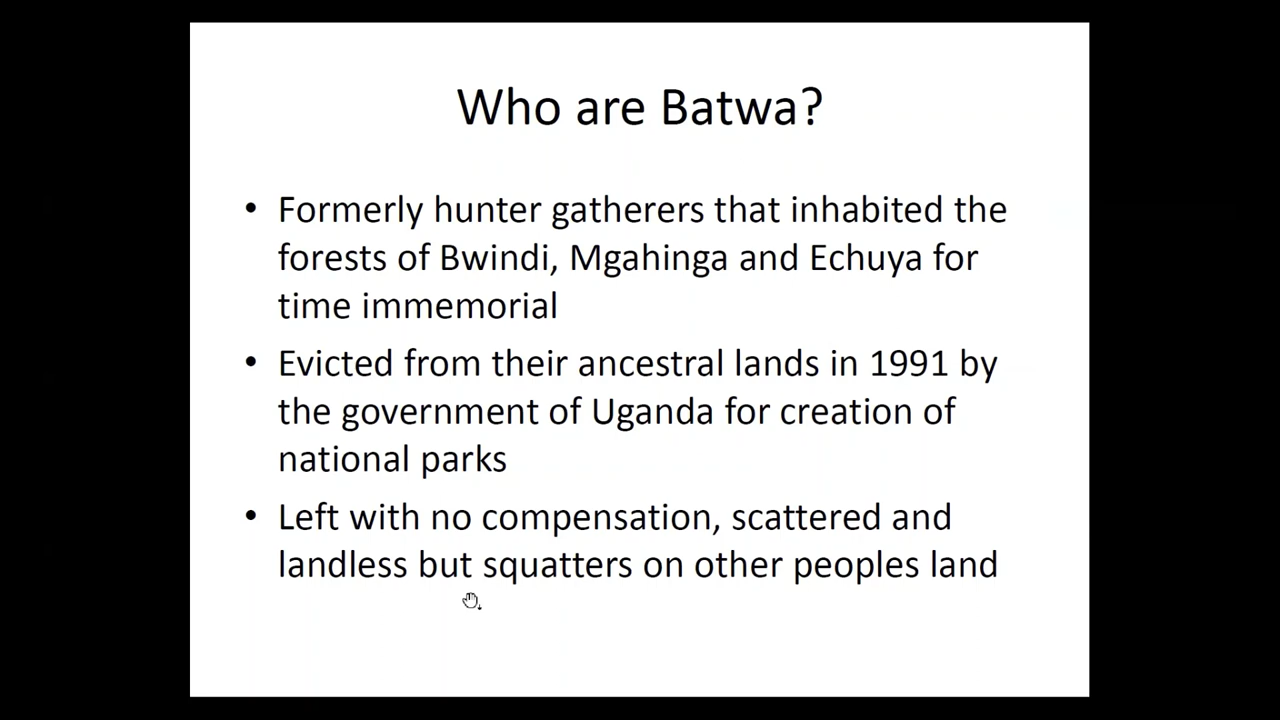 Who are Batwa?
• Formerly hunter gatherers that inhabited the
forests of Bwindi, Mgahinga and Echuya for
time immemorial
• Evicted from their ancestral lands in 1991 by
the government of Uganda for creation of
national parks
• Left with no compensation, scattered and
landless but squatters on other peoples land